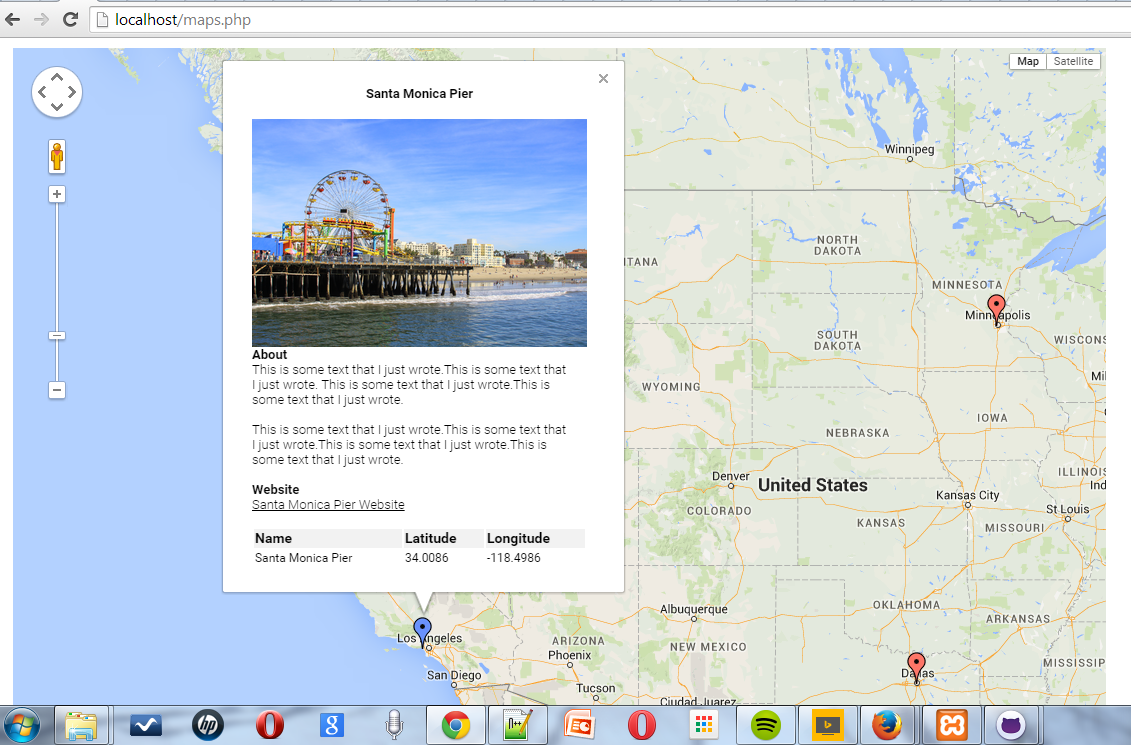 localhost/maps.php
Map
Satellite
Santa Monica Pier
About
This is some text that I just wrote.This is some text that
I just wrote. This is some text that I just wrote.This is
some text that I just wrote.
This is some text that I just wrote.This is some text that
I just wrote.This is some text that I just wrote.This is
some text that I just wrote.
Website
Santa Monica Pier Website
Name Latitude Longitude
Santa Monica Pier 34.0086 -118.4986
Winnipeg
NORTH
DAKOTA
TANA
MINNESOTA
Minneapolis
SOUTH
DAKOTA
WISCONS
WYOMING
Mi
IOWA
NEBRASKA
Denver
United States
ILLINOIS
Ind
Kansas City
COLORADO
St Louis
KANSAS
MISSOURI
Albuquerque
OKLAHOMA
ARKANSAS
Los Angeles
ARIZONA
NEW MEXICO
Phoenix
MISSISSIP
Dallas
San Diego
Tucson
Ciudad Juarez
hp
g
n++